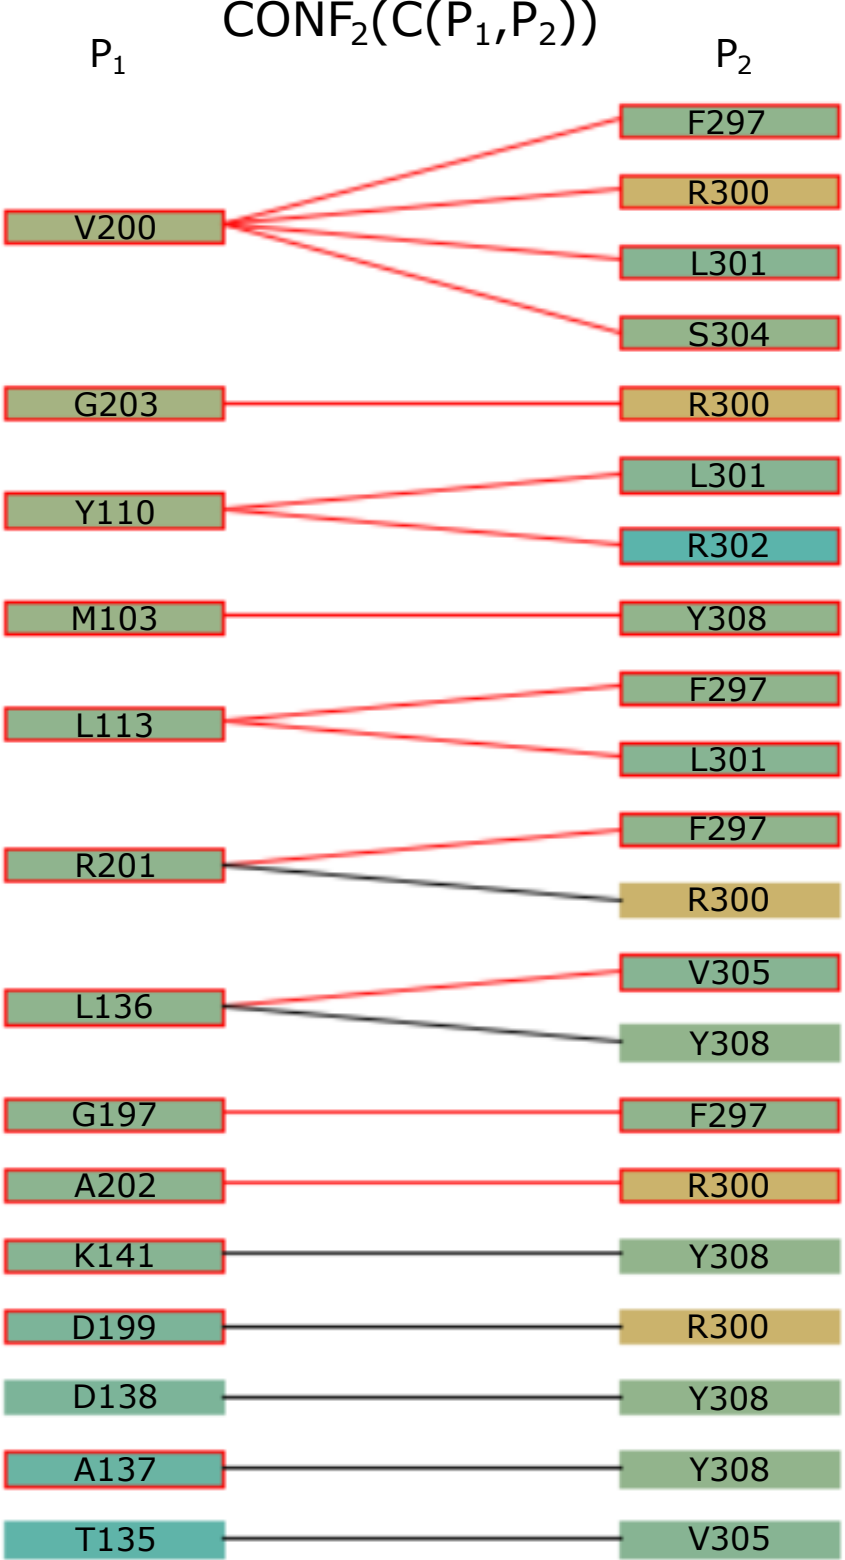 CONF₂(C(P₁,P₂))
P₁ P₂
F297
R300
V200
L301
S304
G203 R300
L301
Y110
R302
M103 Y308
F297
L113
L301
F297
R201
R300
V305
L136
Y308
G197 F297
A202 R300
K141 Y308
D199 R300
D138 Y308
A137 Y308
T135 V305